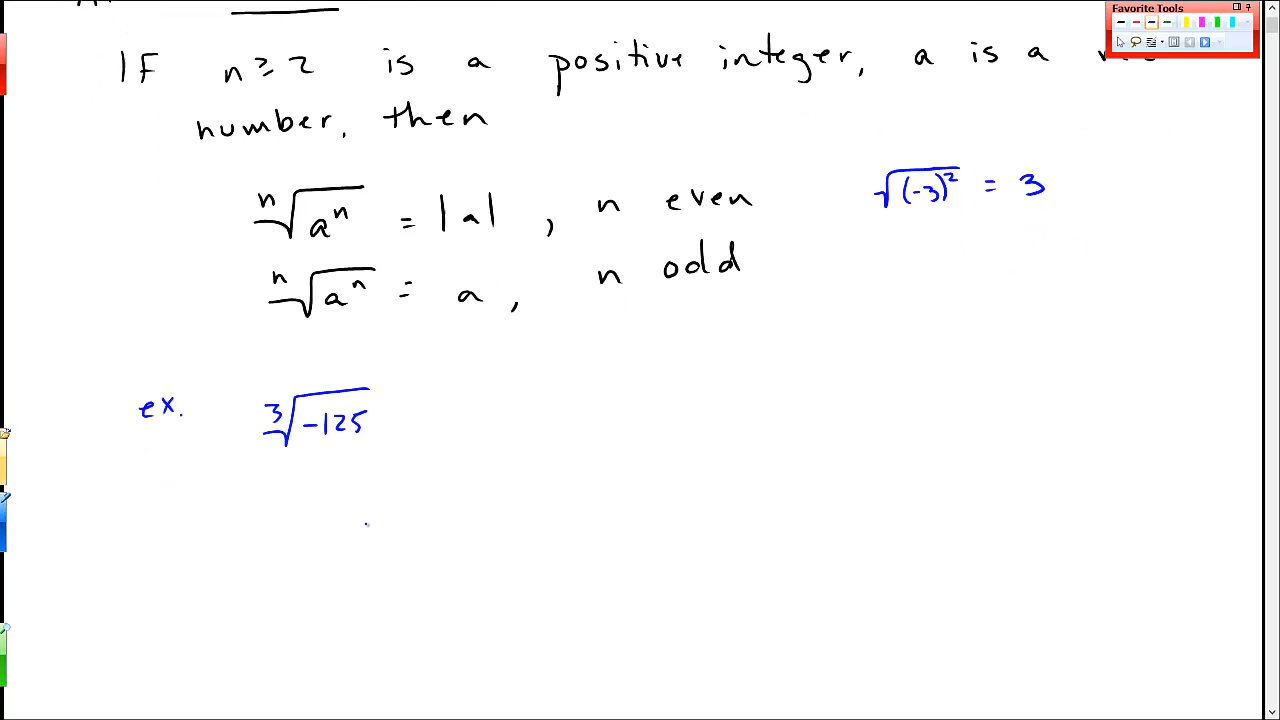 Favorite Tools
IF n ≥ 2 is a positive integer, a is a
number, then
ⁿ√(aⁿ) = |a| , n even
√((-3)²) = 3
ⁿ√(aⁿ) = a , n odd
ex. ³√(-125)